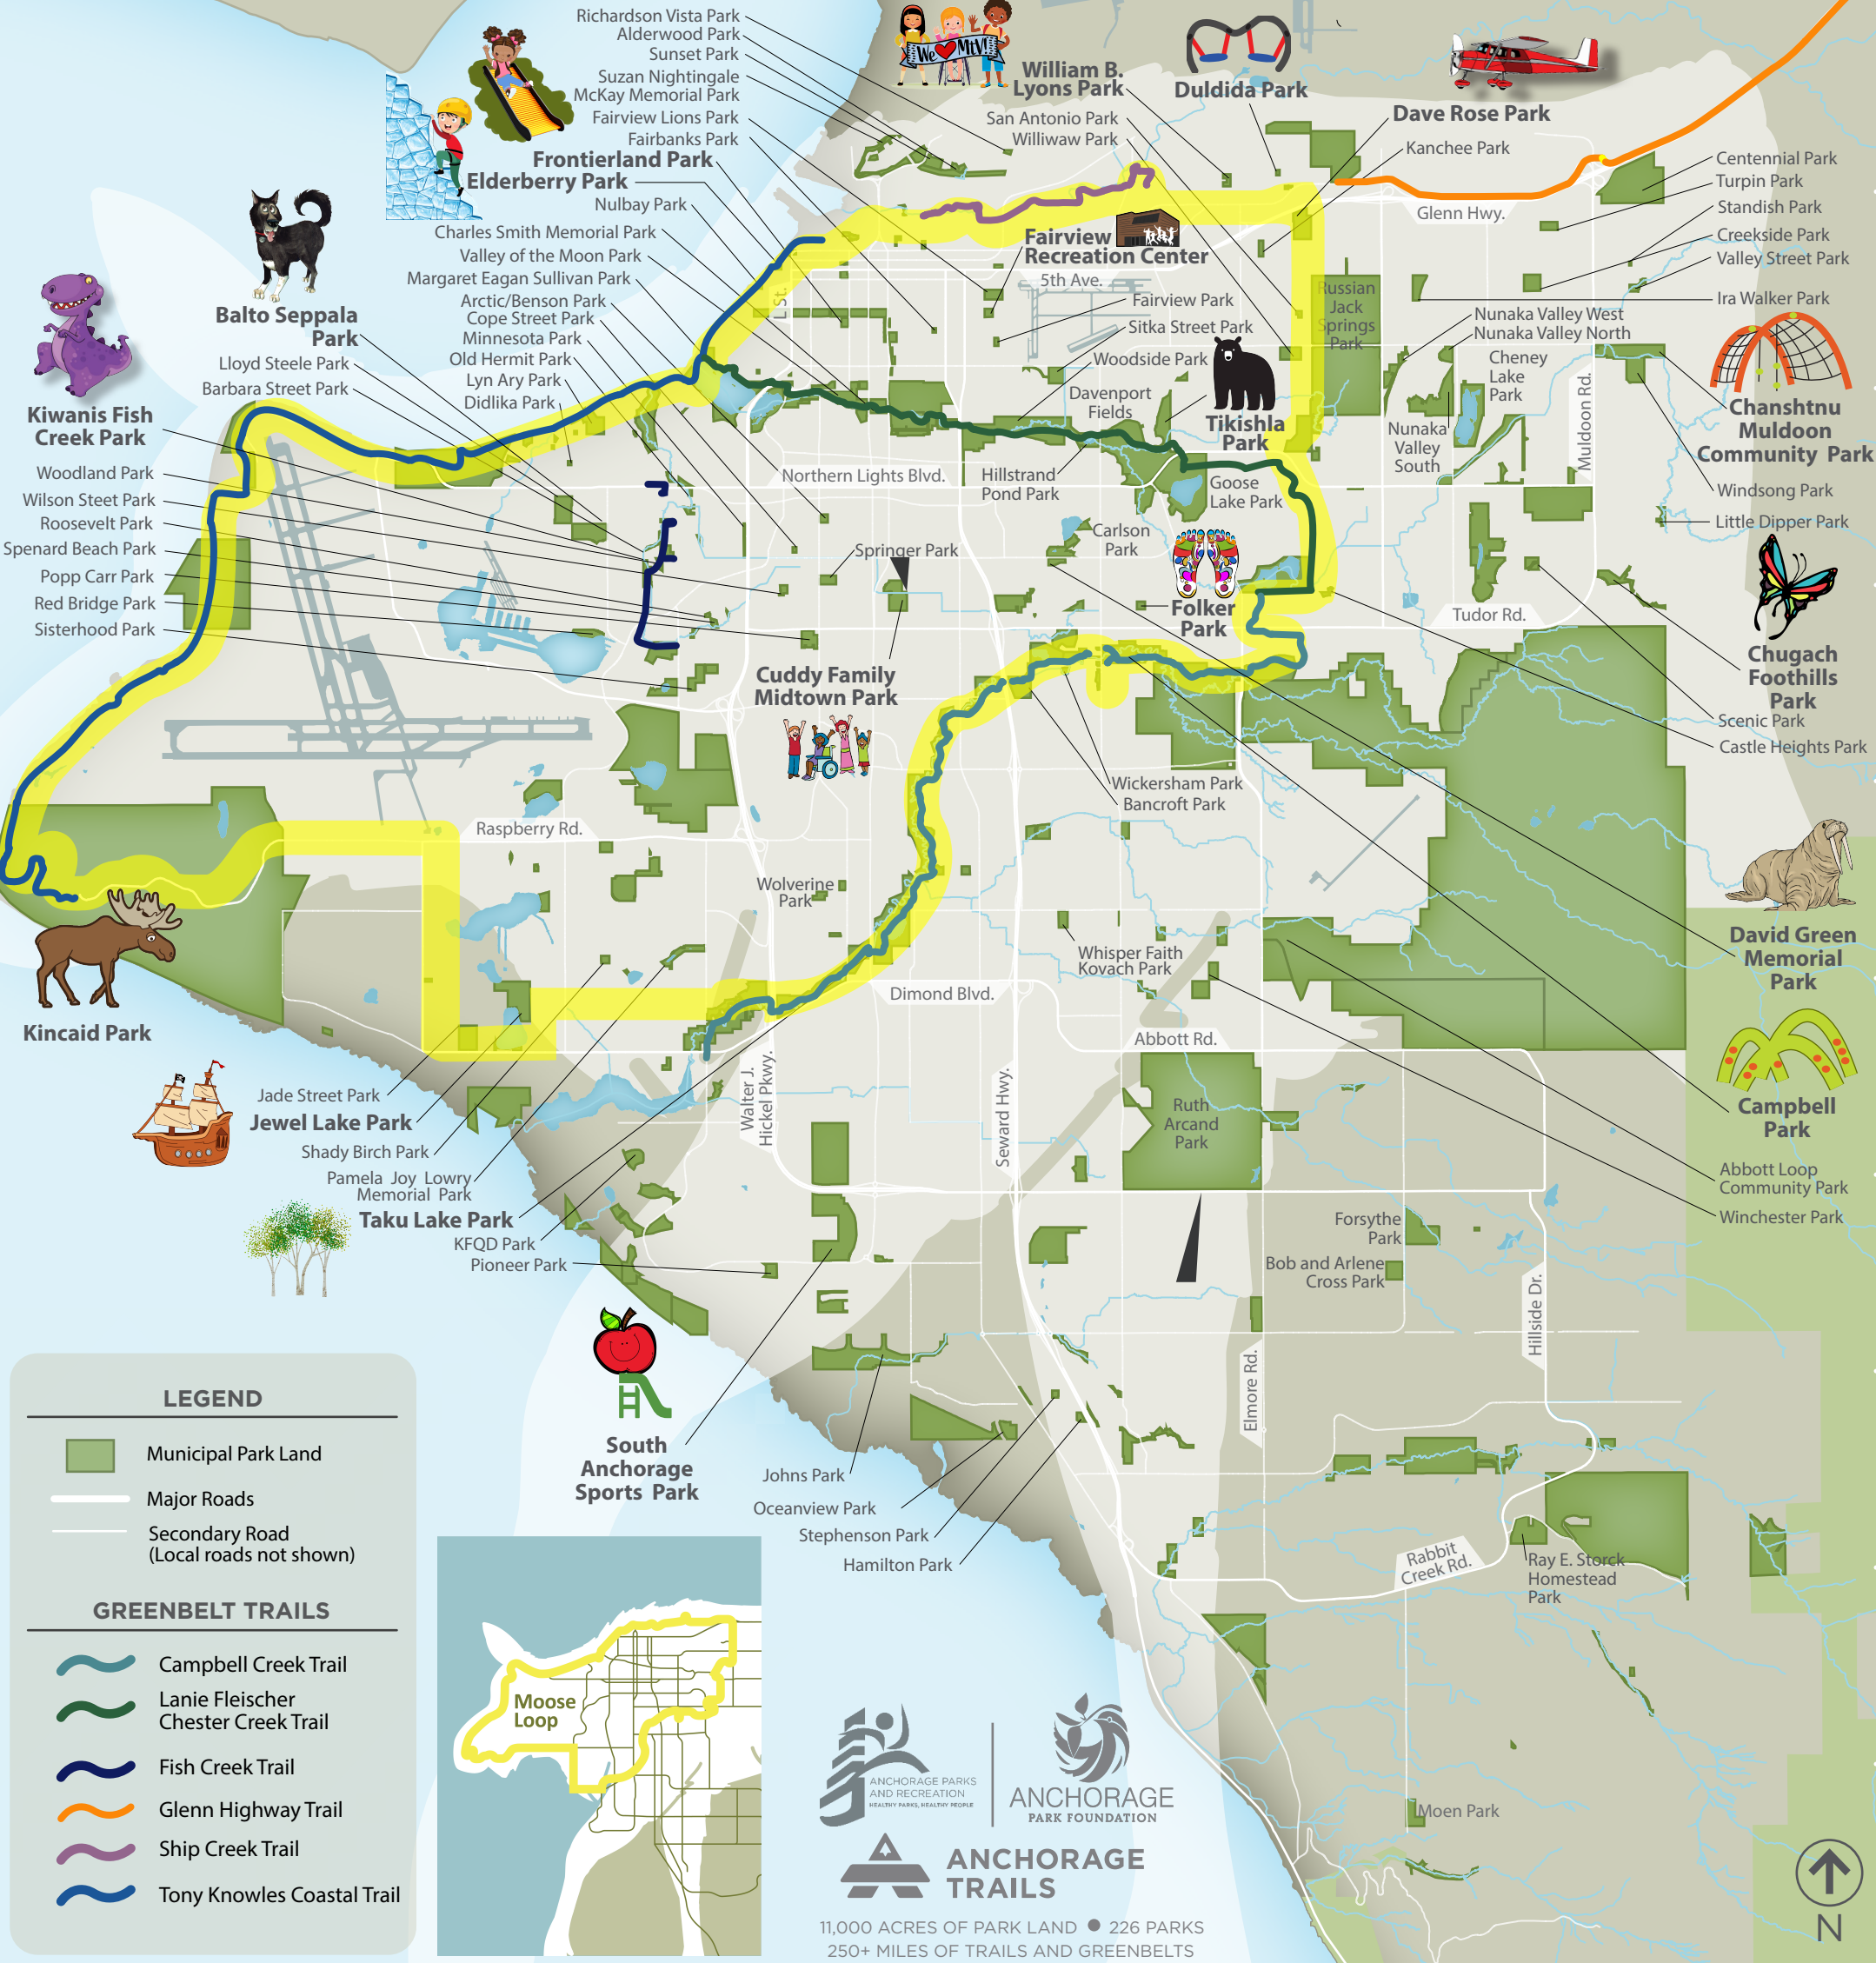 Richardson Vista Park
Alderwood Park
Sunset Park
Suzan Nightingale
McKay Memorial Park
Fairview Lions Park
Fairbanks Park
Frontierland Park
Elderberry Park
Nulbay Park
Charles Smith Memorial Park
Valley of the Moon Park
Margaret Eagan Sullivan Park
Arctic/Benson Park
Cope Street Park
Minnesota Park
Old Hermit Park
Lyn Ary Park
Didlika Park
Balto Seppala
Park
Lloyd Steele Park
Barbara Street Park
Kiwanis Fish
Creek Park
Woodland Park
Wilson Steet Park
Roosevelt Park
Spenard Beach Park
Popp Carr Park
Red Bridge Park
Sisterhood Park
We ♥ MtV!
William B.
Lyons Park
San Antonio Park
Williwaw Park
Duldida Park
Dave Rose Park
Kanchee Park
Glenn Hwy.
Centennial Park
Turpin Park
Standish Park
Creekside Park
Valley Street Park
Ira Walker Park
Nunaka Valley West
Nunaka Valley North
Cheney
Lake
Park
Fairview
Recreation Center
5th Ave.
L St.
Fairview Park
Sitka Street Park
Woodside Park
Davenport
Fields
Tikishla
Park
Russian
Jack
Springs
Park
Nunaka
Valley
South
Muldoon Rd.
Chanshtnu
Muldoon
Community Park
Windsong Park
Little Dipper Park
Northern Lights Blvd.
Hillstrand
Pond Park
Goose
Lake Park
Carlson
Park
Springer Park
Folker
Park
Tudor Rd.
Chugach
Foothills
Park
Scenic Park
Castle Heights Park
Cuddy Family
Midtown Park
Wickersham Park
Bancroft Park
Raspberry Rd.
Wolverine
Park
Whisper Faith
Kovach Park
Dimond Blvd.
Abbott Rd.
Kincaid Park
David Green
Memorial
Park
Campbell
Park
Abbott Loop
Community Park
Winchester Park
Jade Street Park
Jewel Lake Park
Shady Birch Park
Pamela Joy Lowry
Memorial Park
Taku Lake Park
KFQD Park
Pioneer Park
Walter J.
Hickel Pkwy.
Seward Hwy.
Ruth
Arcand
Park
Forsythe
Park
Bob and Arlene
Cross Park
Hillside Dr.
Elmore Rd.
South
Anchorage
Sports Park
Johns Park
Oceanview Park
Stephenson Park
Hamilton Park
Rabbit
Creek Rd.
Ray E. Storck
Homestead
Park
Moen Park
LEGEND
Municipal Park Land
Major Roads
Secondary Road
(Local roads not shown)
GREENBELT TRAILS
Campbell Creek Trail
Lanie Fleischer
Chester Creek Trail
Fish Creek Trail
Glenn Highway Trail
Ship Creek Trail
Tony Knowles Coastal Trail
Moose
Loop
ANCHORAGE PARKS
AND RECREATION
HEALTHY PARKS, HEALTHY PEOPLE
ANCHORAGE
PARK FOUNDATION
ANCHORAGE
TRAILS
11,000 ACRES OF PARK LAND ● 226 PARKS
250+ MILES OF TRAILS AND GREENBELTS
N